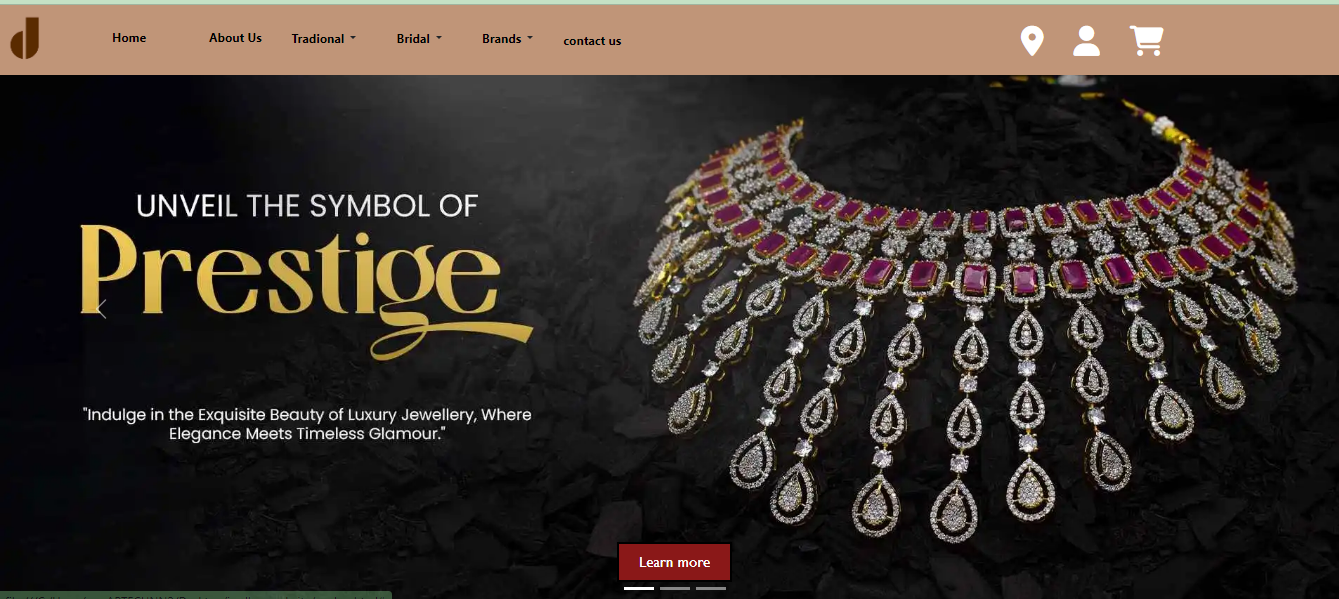 Home About Us Tradional Bridal Brands contact us
UNVEIL THE SYMBOL OF
Prestige
"Indulge in the Exquisite Beauty of Luxury Jewellery, Where
Elegance Meets Timeless Glamour."
Learn more